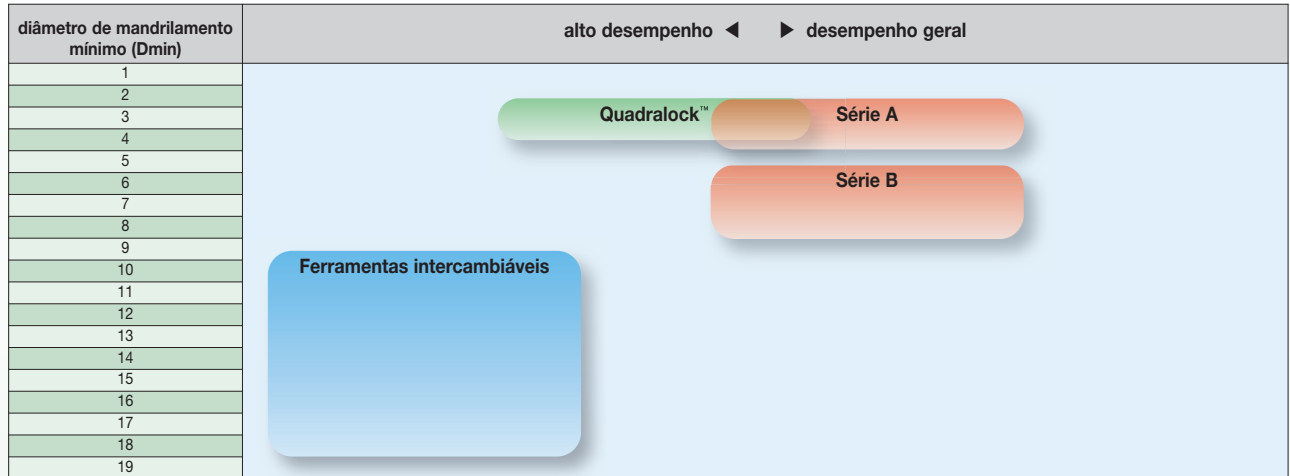 diâmetro de mandrilamento
mínimo (Dmin)
alto desempenho ◀ ▶ desempenho geral
1
2
3
4
5
6
7
8
9
10
11
12
13
14
15
16
17
18
19
Quadralock™
Série A
Série B
Ferramentas intercambiáveis